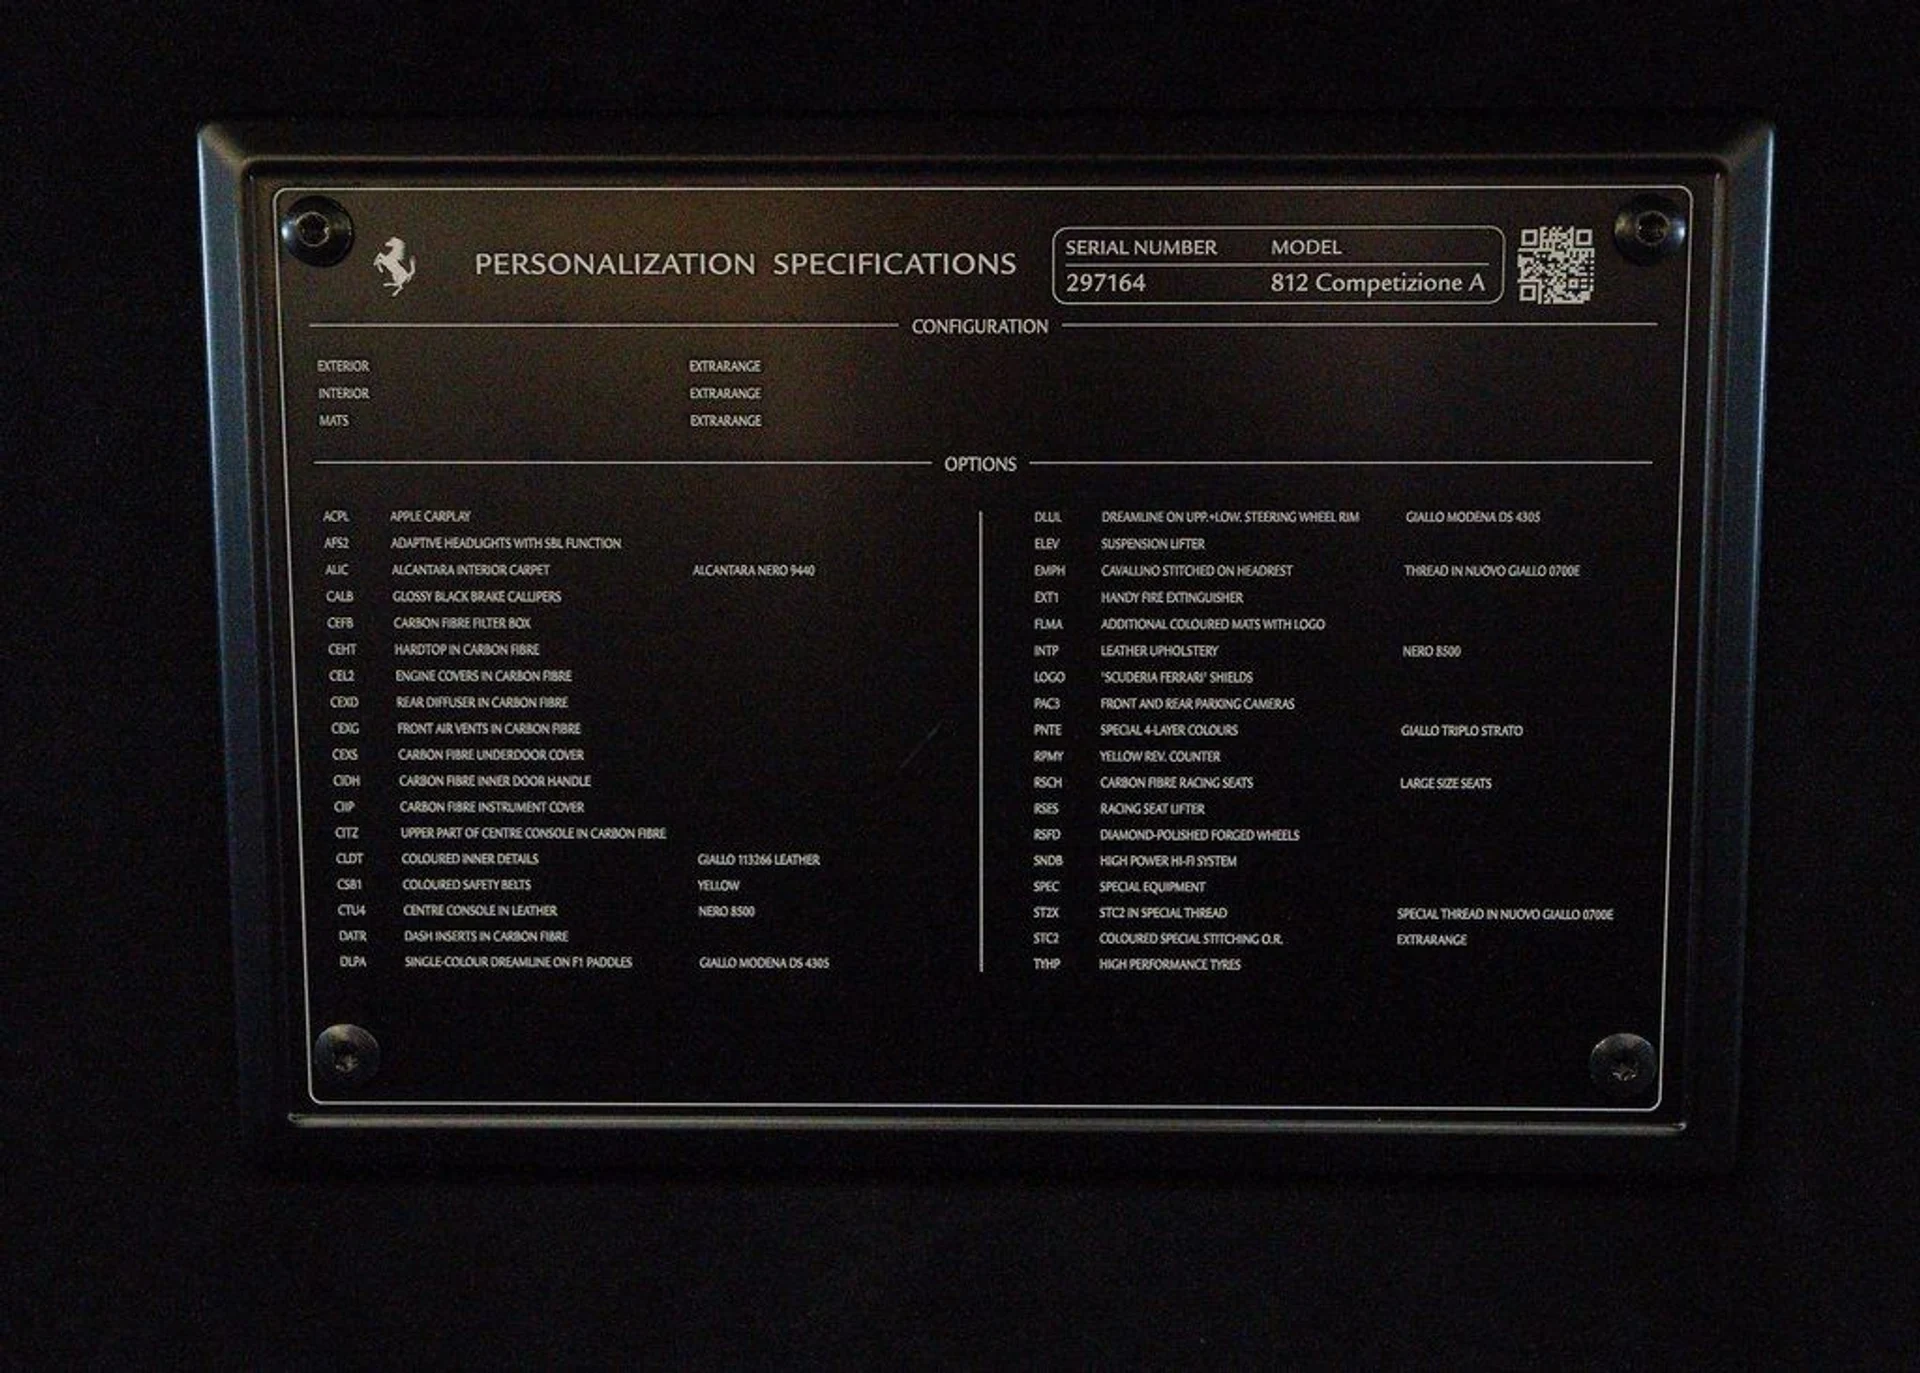 PERSONALIZATION SPECIFICATIONS
SERIAL NUMBER MODEL
297164 812 Competizione A
CONFIGURATION
EXTERIOR EXTRARANGE
INTERIOR EXTRARANGE
MATS EXTRARANGE
OPTIONS
ACPL APPLE CARPLAY
AFS2 ADAPTIVE HEADLIGHTS WITH SBL FUNCTION
ALIC ALCANTARA INTERIOR CARPET ALCANTARA NERO 9440
CALB GLOSSY BLACK BRAKE CALLIPERS
CEFB CARBON FIBRE FILTER BOX
CEHT HARDTOP IN CARBON FIBRE
CEL2 ENGINE COVERS IN CARBON FIBRE
CEXD REAR DIFFUSER IN CARBON FIBRE
CEXG FRONT AIR VENTS IN CARBON FIBRE
CEXS CARBON FIBRE UNDERDOOR COVER
CIDH CARBON FIBRE INNER DOOR HANDLE
CIIP CARBON FIBRE INSTRUMENT COVER
CITZ UPPER PART OF CENTRE CONSOLE IN CARBON FIBRE
CLDT COLOURED INNER DETAILS GIALLO 113266 LEATHER
CSB1 COLOURED SAFETY BELTS YELLOW
CTU4 CENTRE CONSOLE IN LEATHER NERO 8500
DATR DASH INSERTS IN CARBON FIBRE
DLPA SINGLE-COLOUR DREAMLINE ON F1 PADDLES GIALLO MODENA DS 4305
DLUL DREAMLINE ON UPP.+LOW. STEERING WHEEL RIM GIALLO MODENA DS 4305
ELEV SUSPENSION LIFTER
EMPH CAVALLINO STITCHED ON HEADREST THREAD IN NUOVO GIALLO 0700E
EXT1 HANDY FIRE EXTINGUISHER
FLMA ADDITIONAL COLOURED MATS WITH LOGO
INTP LEATHER UPHOLSTERY NERO 8500
LOGO 'SCUDERIA FERRARI' SHIELDS
PAC3 FRONT AND REAR PARKING CAMERAS
PNTE SPECIAL 4-LAYER COLOURS GIALLO TRIPLO STRATO
RPMY YELLOW REV. COUNTER
RSCH CARBON FIBRE RACING SEATS LARGE SIZE SEATS
RSES RACING SEAT LIFTER
RSFD DIAMOND-POLISHED FORGED WHEELS
SNDB HIGH POWER HI-FI SYSTEM
SPEC SPECIAL EQUIPMENT
ST2X STC2 IN SPECIAL THREAD SPECIAL THREAD IN NUOVO GIALLO 0700E
STC2 COLOURED SPECIAL STITCHING O.R. EXTRARANGE
TYHP HIGH PERFORMANCE TYRES